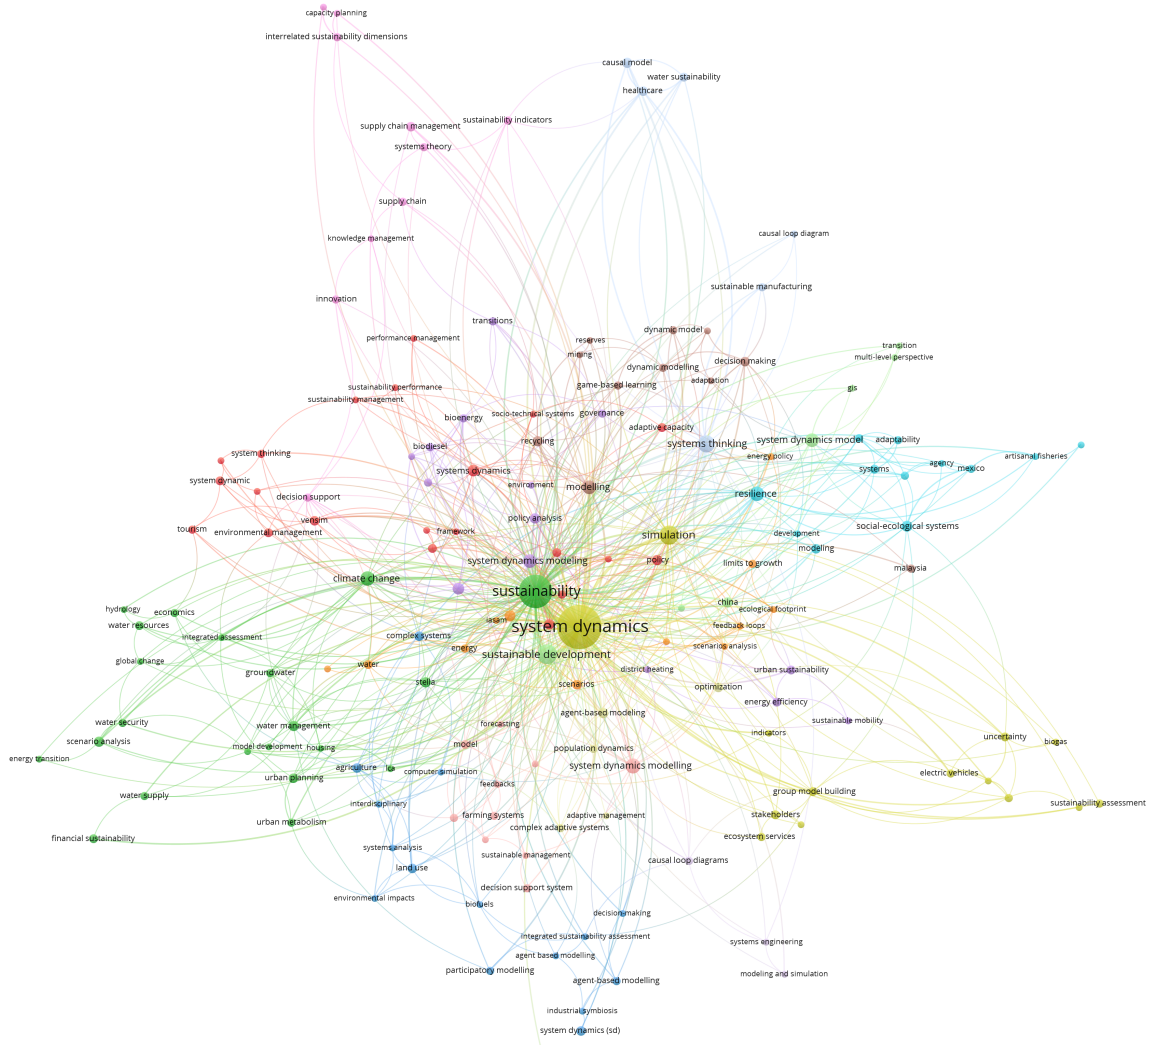 capacity planning
interrelated sustainability dimensions
causal model
water sustainability
healthcare
sustainability indicators
supply chain management
systems theory
supply chain
causal loop diagram
knowledge management
sustainable manufacturing
innovation
transitions
dynamic model
performance management
reserves
transition
mining
multi-level perspective
decision making
dynamic modelling
adaptation
game-based learning
sustainability performance
gis
sustainability management
socio-technical systems
governance
bioenergy
adaptive capacity
recycling
systems thinking
system dynamics model
adaptability
biodiesel
system thinking
energy policy
artisanal fisheries
agency
systems dynamics
systems
mexico
system dynamic
environment
modelling
resilience
decision support
policy analysis
vensim
social-ecological systems
tourism
environmental management
framework
simulation
development
modeling
system dynamics modeling
policy
limits to growth
malaysia
climate change
sustainability
china
hydrology
economics
ecological footprint
iasam
water resources
system dynamics
feedback loops
integrated assessment
complex systems
energy
scenarios analysis
sustainable development
global change
water
district heating
urban sustainability
groundwater
stella
scenarios
optimization
energy efficiency
agent-based modeling
sustainable mobility
water security
water management
forecasting
indicators
uncertainty
scenario analysis
model development
housing
model
population dynamics
biogas
energy transition
agriculture
lca
computer simulation
system dynamics modelling
electric vehicles
urban planning
feedbacks
group model building
water supply
interdisciplinary
sustainability assessment
urban metabolism
farming systems
adaptive management
stakeholders
complex adaptive systems
financial sustainability
ecosystem services
systems analysis
sustainable management
causal loop diagrams
land use
decision support system
environmental impacts
biofuels
decision-making
integrated sustainability assessment
systems engineering
agent based modelling
participatory modelling
modeling and simulation
agent-based modelling
industrial symbiosis
system dynamics (sd)